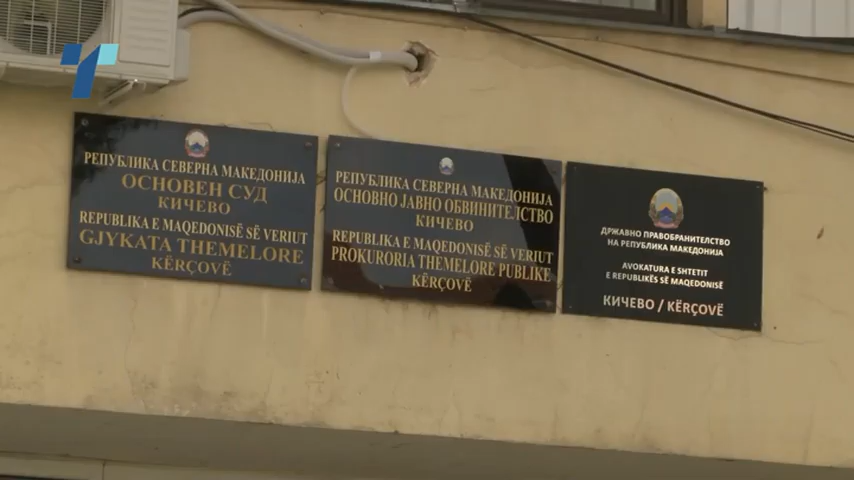 РЕПУБЛИКА СЕВЕРНА МАКЕДОНИЈА
ОСНОВЕН СУД
КИЧЕВО
REPUBLIKA E MAQEDONISË SË VERIUT
GJYKATA THEMELORE
KËRÇOVË
РЕПУБЛИКА СЕВЕРНА МАКЕДОНИЈА
ОСНОВНО ЈАВНО ОБВИНИТЕЛСТВО
КИЧЕВО
REPUBLIKA E MAQEDONISË SË VERIUT
PROKURORIA THEMELORE PUBLIKE
KËRÇOVË
ДРЖАВНО ПРАВОБРАНИТЕЛСТВО
НА РЕПУБЛИКА МАКЕДОНИЈА
AVOKATURA E SHTETIT
E REPUBLIKËS SË MAQEDONISË
КИЧЕВО / KËRÇOVË